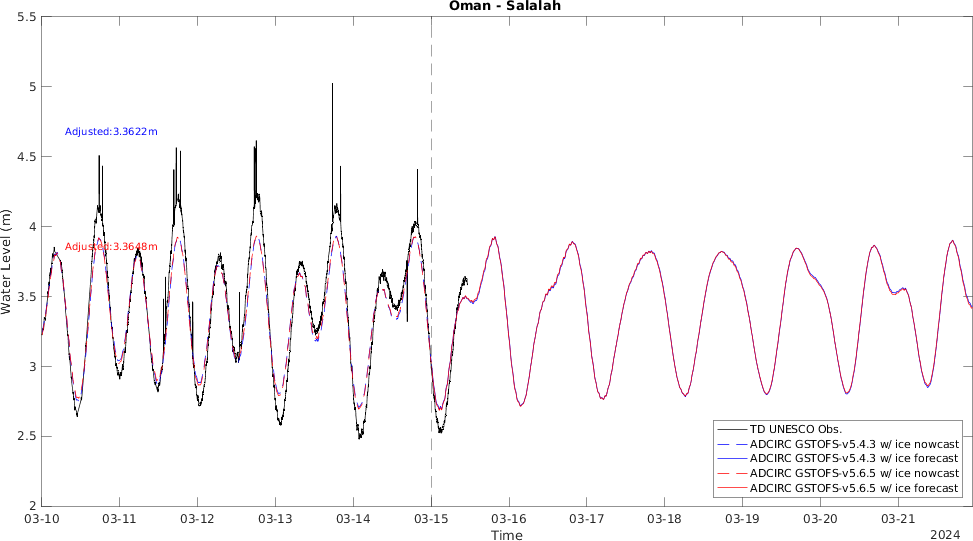 Oman - Salalah
5.5
5
4.5
4
3.5
3
2.5
2
Water Level (m)
Adjusted:3.3622m
Adjusted:3.3648m
TD UNESCO Obs.
ADCIRC GSTOFS-v5.4.3 w/ ice nowcast
ADCIRC GSTOFS-v5.4.3 w/ ice forecast
ADCIRC GSTOFS-v5.6.5 w/ ice nowcast
ADCIRC GSTOFS-v5.6.5 w/ ice forecast
03-10 03-11 03-12 03-13 03-14 03-15 03-16 03-17 03-18 03-19 03-20 03-21
Time
2024